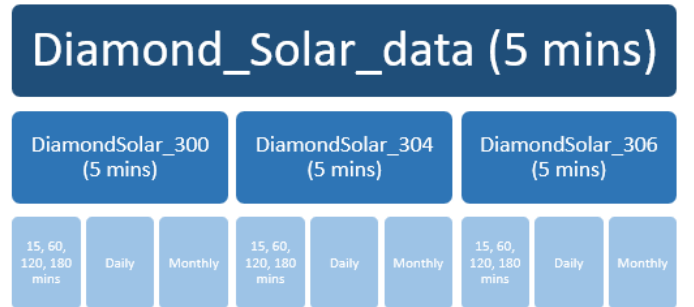 Diamond_Solar_data (5 mins)
DiamondSolar_300
(5 mins)
DiamondSolar_304
(5 mins)
DiamondSolar_306
(5 mins)
15, 60,
120, 180
mins
Daily
Monthly
15, 60,
120, 180
mins
Daily
Monthly
15, 60,
120, 180
mins
Daily
Monthly